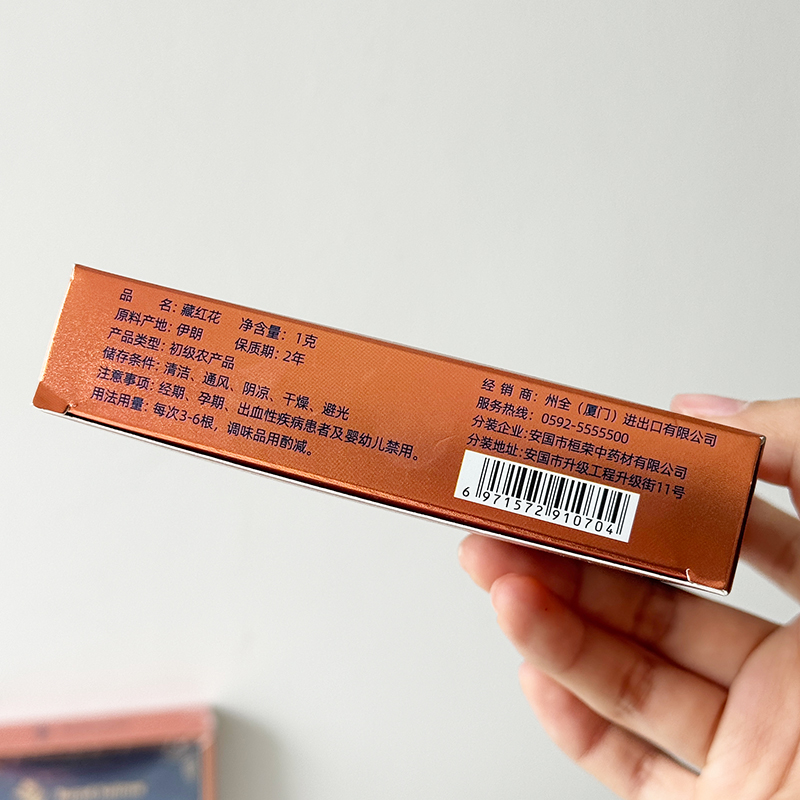 品 名: 藏红花 净含量: 1克
原料产地: 伊朗 保质期: 2年
产品类型: 初级农产品
储存条件: 清洁、通风、阴凉、干燥、避光
注意事项: 经期、孕期、出血性疾病患者及婴幼儿禁用。
用法用量: 每次3-6根, 调味品用酌减。
经 销 商: 州全（厦门）进出口有限公司
服务热线: 0592-5555500
分装企业: 安国市桓荣中药材有限公司
分装地址: 安国市升级工程升级街11号
6 971572 910704